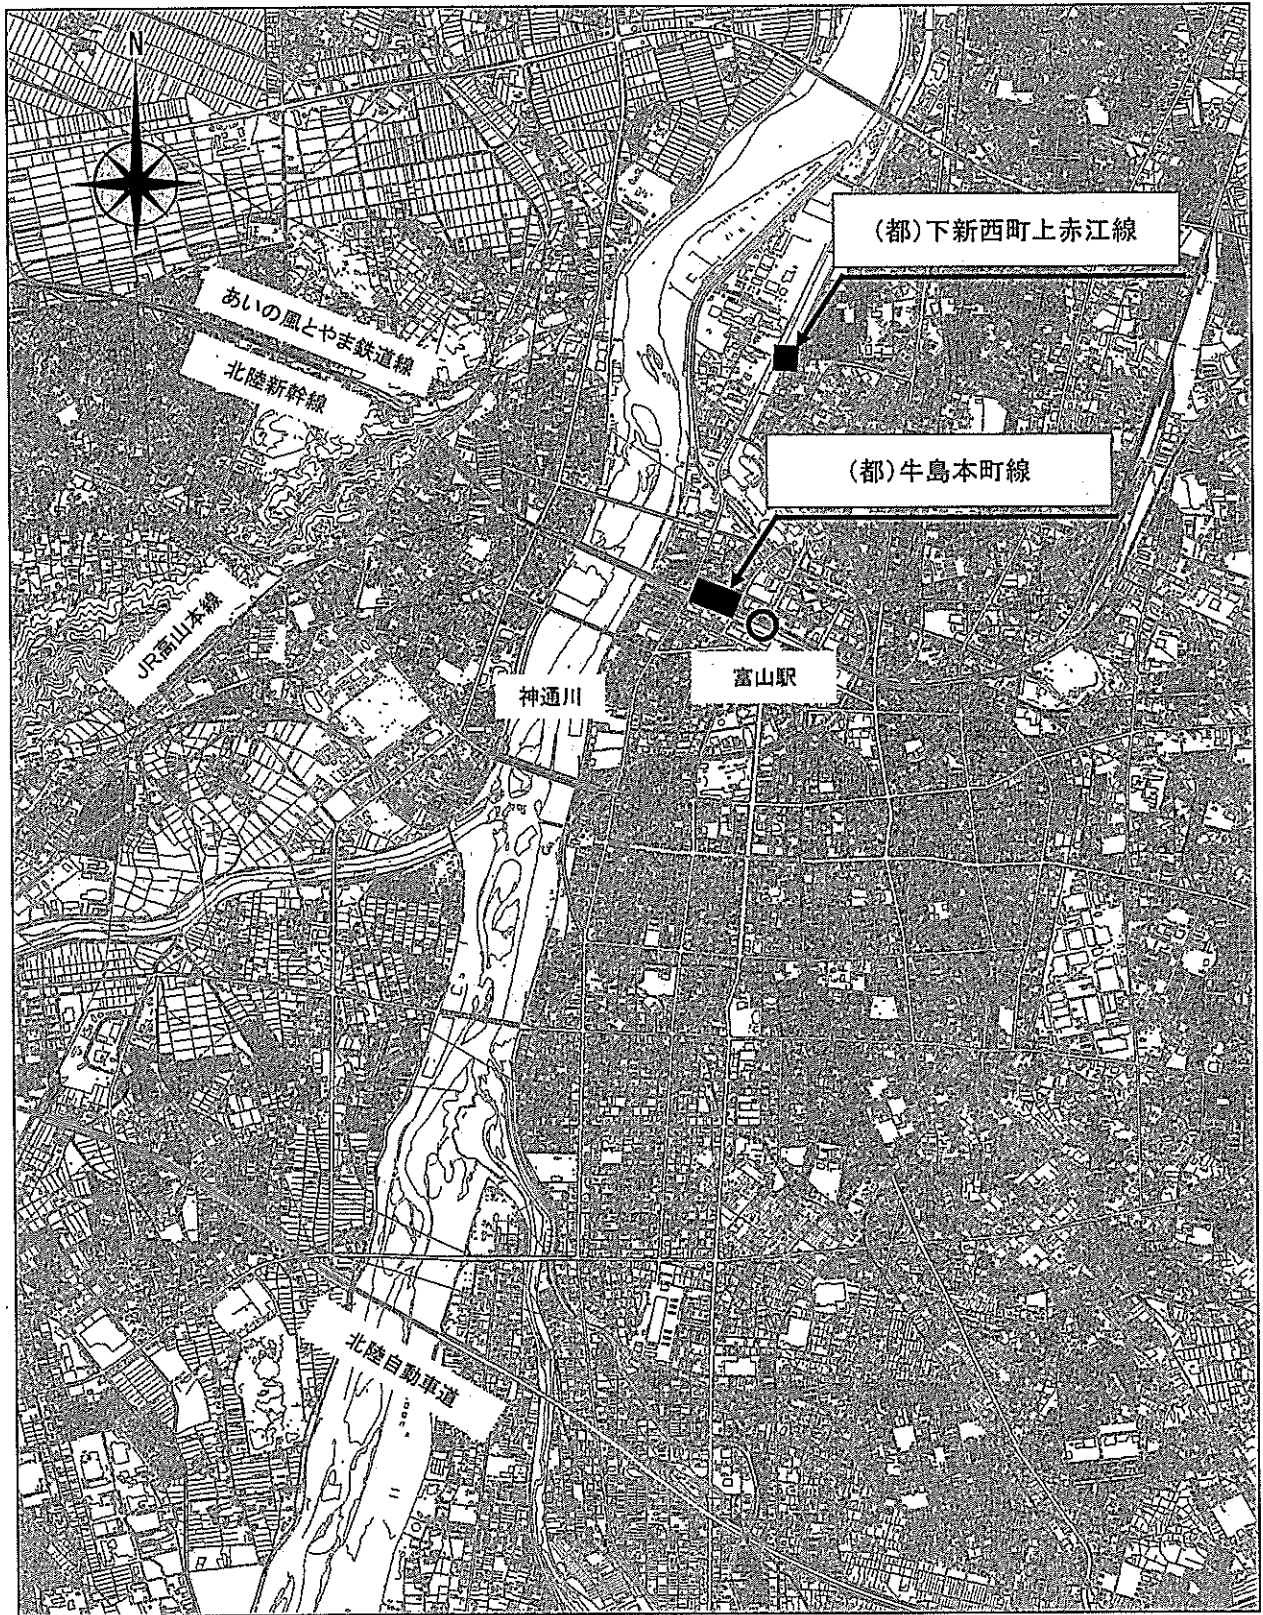 N
(都)下新西町上赤江線
あいの風とやま鉄道線
北陸新幹線
(都)牛島本町線
JR高山本線
富山駅
神通川
北陸自動車道